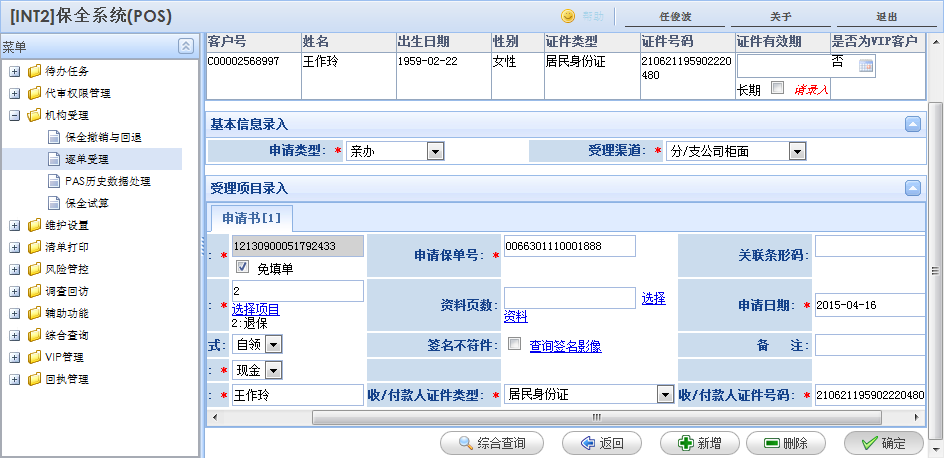 [INT2]保全系统(POS)
帮助 任俊波 关于 退出
菜单
待办任务
代审权限管理
机构受理
保全撤销与回退
逐单受理
PAS历史数据处理
保全试算
维护设置
清单打印
风险管控
调查回访
辅助功能
综合查询
VIP管理
回执管理
客户号 姓名 出生日期 性别 证件类型 证件号码 证件有效期 是否为VIP客户
C00002568997 王作玲 1959-02-22 女性 居民身份证 210621195902220 否
480
长期 请录入
基本信息录入
申请类型: * 亲办 受理渠道: * 分/支公司柜面
受理项目录入
申请书[1]
: * 12130900051792433 申请保单号: * 0066301110001888 关联条形码:
免填单
: * 2 资料页数: 选择 申请日期: * 2015-04-16
选择项目 资料
2:退保
式: 自领 签名不符件: 查询签名影像 备 注:
: * 现金
: * 王作玲 收/付款人证件类型: * 居民身份证 收/付款人证件号码: * 210621195902220480
综合查询 返回 新增 删除 确定